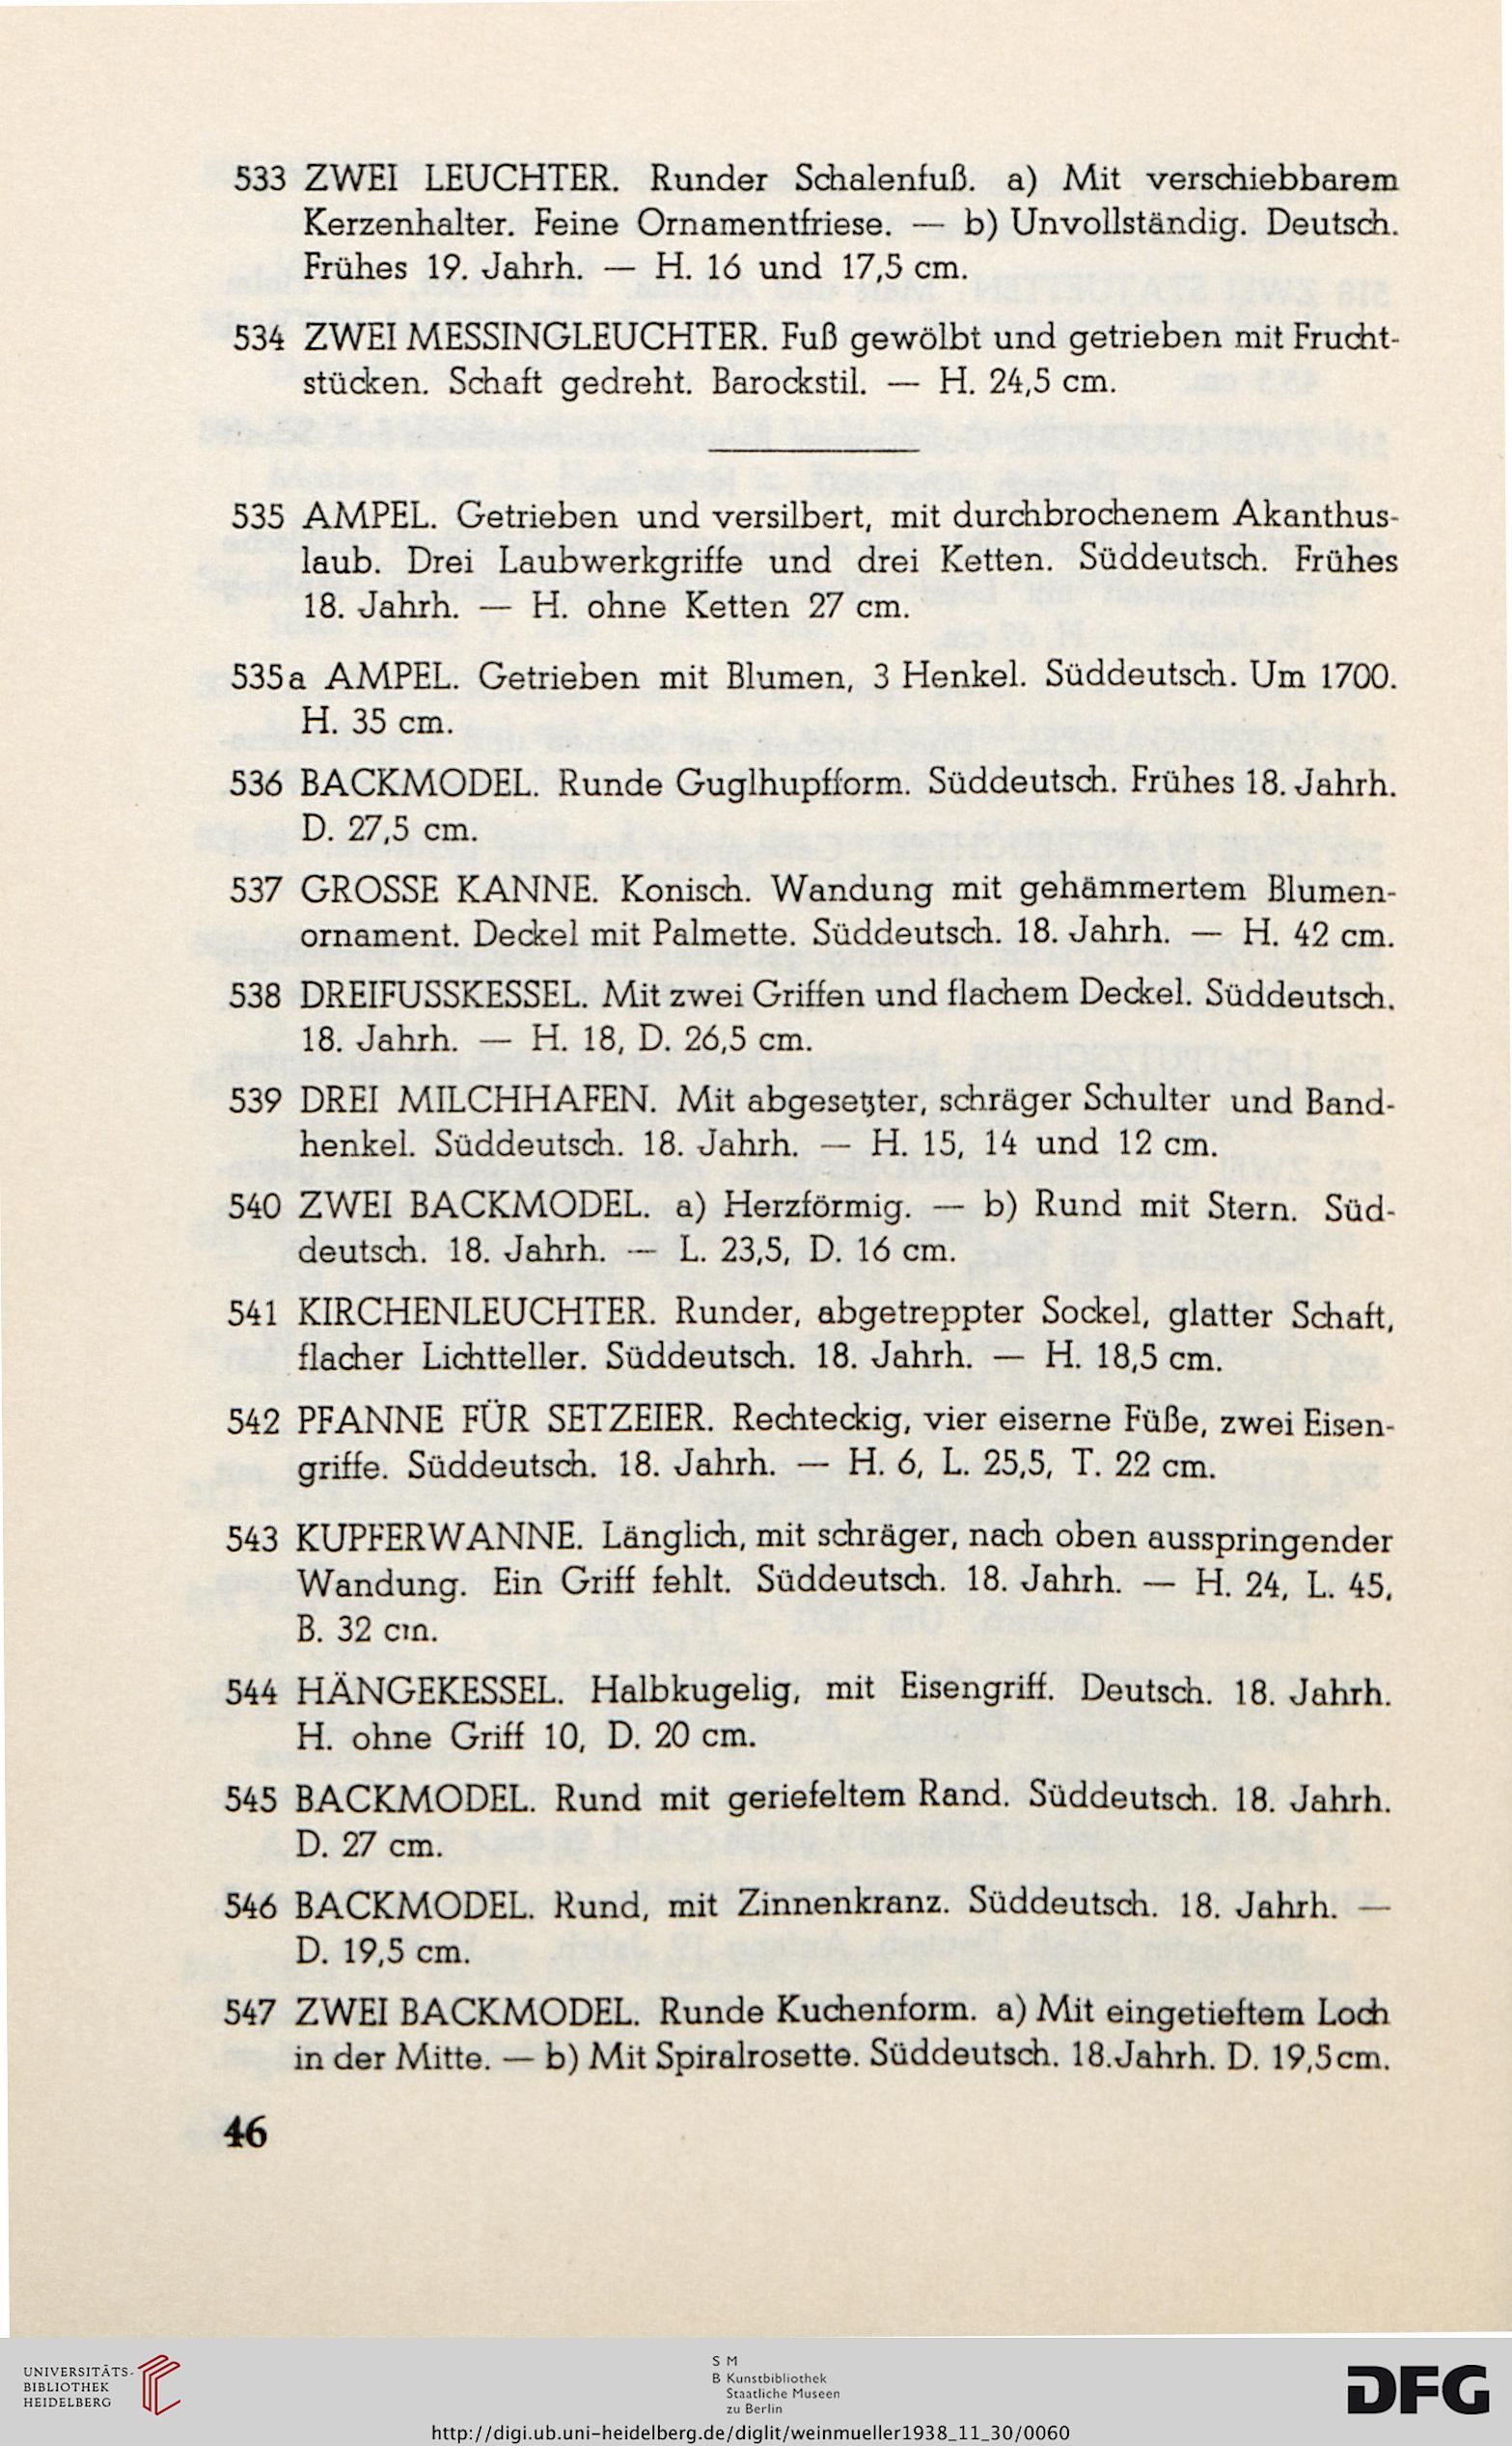 533 ZWEI LEUCHTER. Runder Schalenfuß. a) Mit verschiebbarem
Kerzenhalter. Feine Ornamentfriese. — b) Unvollständig. Deutsch.
Frühes 19. Jahrh. — H. 16 und 17,5 cm.
534 ZWEI MESSINGLEUCHTER. Fuß gewölbt und getrieben mit Frucht-
stücken. Schaft gedreht. Barockstil. — H. 24,5 cm.
535 AMPEL. Getrieben und versilbert, mit durchbrochenem Akanthus-
laub. Drei Laubwerkgriffe und drei Ketten. Süddeutsch. Frühes
18. Jahrh. — H. ohne Ketten 27 cm.
535a AMPEL. Getrieben mit Blumen, 3 Henkel. Süddeutsch. Um 1700.
H. 35 cm.
536 BACKMODEL. Runde Guglhupfform. Süddeutsch. Frühes 18. Jahrh.
D. 27,5 cm.
537 GROSSE KANNE. Konisch. Wandung mit gehämmertem Blumen-
ornament. Deckel mit Palmette. Süddeutsch. 18. Jahrh. — H. 42 cm.
538 DREIFUSSKESSEL. Mit zwei Griffen und flachem Deckel. Süddeutsch.
18. Jahrh. — H. 18, D. 26,5 cm.
539 DREI MILCHHAFEN. Mit abgesetzter, schräger Schulter und Band-
henkel. Süddeutsch. 18. Jahrh. — H. 15, 14 und 12 cm.
540 ZWEI BACKMODEL. a) Herzförmig. — b) Rund mit Stern. Süd-
deutsch. 18. Jahrh. — L. 23,5, D. 16 cm.
541 KIRCHENLEUCHTER. Runder, abgetreppter Sockel, glatter Schaft,
flacher Lichtteller. Süddeutsch. 18. Jahrh. — H. 18,5 cm.
542 PFANNE FÜR SETZEIER. Rechteckig, vier eiserne Füße, zwei Eisen-
griffe. Süddeutsch. 18. Jahrh. — H. 6, L. 25,5, T. 22 cm.
543 KUPFERWANNE. Länglich, mit schräger, nach oben ausspringender
Wandung. Ein Griff fehlt. Süddeutsch. 18. Jahrh. — H. 24, L. 45,
B. 32 cm.
544 HÄNGEKESSEL. Halbkugelig, mit Eisengriff. Deutsch. 18. Jahrh.
H. ohne Griff 10, D. 20 cm.
545 BACKMODEL. Rund mit geriefeltem Rand. Süddeutsch. 18. Jahrh.
D. 27 cm.
546 BACKMODEL. Rund, mit Zinnenkranz. Süddeutsch. 18. Jahrh. —
D. 19,5 cm.
547 ZWEI BACKMODEL. Runde Kuchenform. a) Mit eingetieftem Loch
in der Mitte. — b) Mit Spiralrosette. Süddeutsch. 18.Jahrh. D. 19,5cm.
46
UNIVERSITÄTS-
BIBLIOTHEK
HEIDELBERG
S M
B Kunstbibliothek
Staatliche Museen
zu Berlin
DFG
http://digi.ub.uni-heidelberg.de/diglit/weinmueller1938_11_30/0060